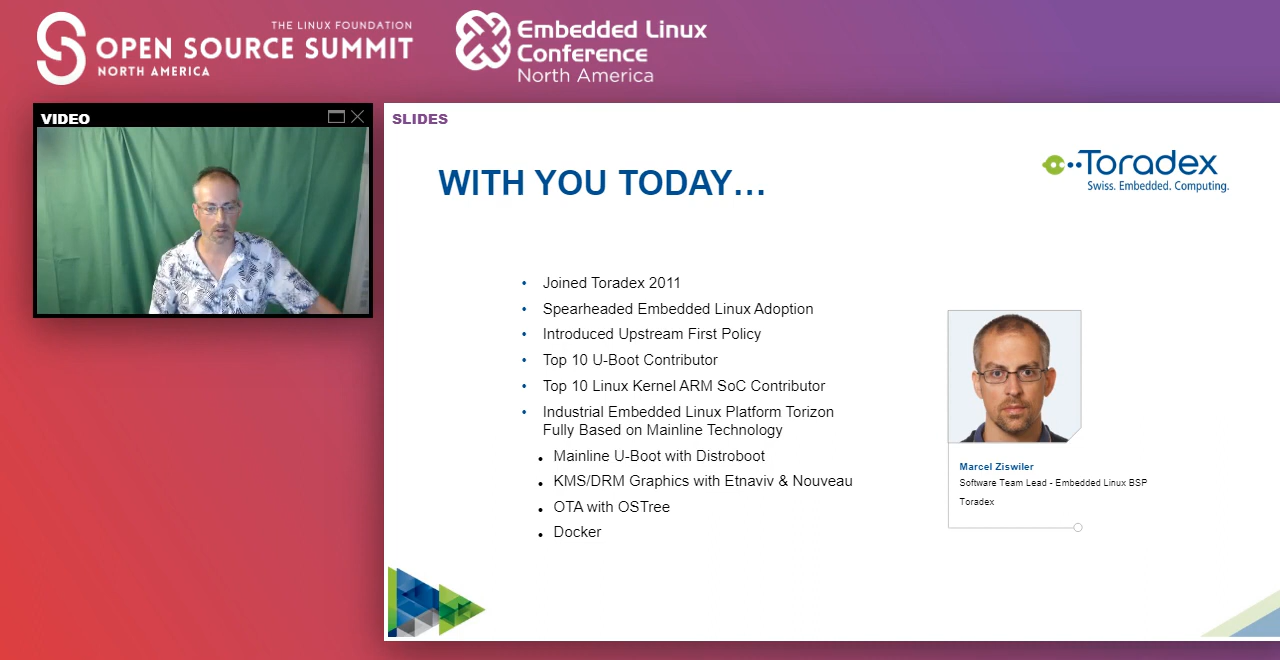 THE LINUX FOUNDATION
OPEN SOURCE SUMMIT
NORTH AMERICA
Embedded Linux
Conference
North America
VIDEO
SLIDES
WITH YOU TODAY...
Toradex
Swiss. Embedded. Computing.
• Joined Toradex 2011
• Spearheaded Embedded Linux Adoption
• Introduced Upstream First Policy
• Top 10 U-Boot Contributor
• Top 10 Linux Kernel ARM SoC Contributor
• Industrial Embedded Linux Platform Torizon
Fully Based on Mainline Technology
• Mainline U-Boot with Distroboot
• KMS/DRM Graphics with Etnaviv & Nouveau
• OTA with OSTree
• Docker
Marcel Ziswiler
Software Team Lead - Embedded Linux BSP
Toradex